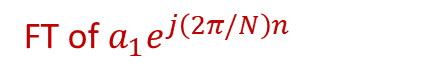 FT of a₁e^{j(2π/N)n}